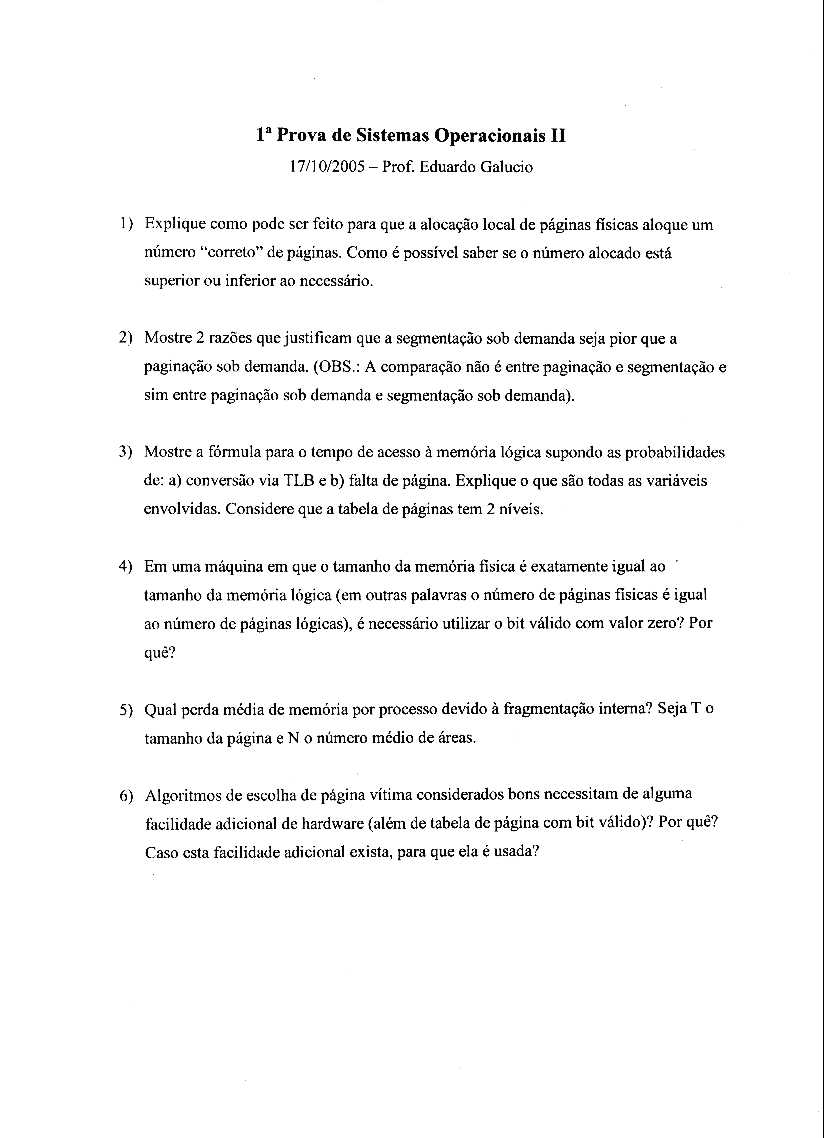 1ª Prova de Sistemas Operacionais II
17/10/2005 – Prof. Eduardo Galucio
1) Explique como pode ser feito para que a alocação local de páginas físicas aloque um
número “correto” de páginas. Como é possível saber se o número alocado está
superior ou inferior ao necessário.
2) Mostre 2 razões que justificam que a segmentação sob demanda seja pior que a
paginação sob demanda. (OBS.: A comparação não é entre paginação e segmentação e
sim entre paginação sob demanda e segmentação sob demanda).
3) Mostre a fórmula para o tempo de acesso à memória lógica supondo as probabilidades
de: a) conversão via TLB e b) falta de página. Explique o que são todas as variáveis
envolvidas. Considere que a tabela de páginas tem 2 níveis.
4) Em uma máquina em que o tamanho da memória física é exatamente igual ao
tamanho da memória lógica (em outras palavras o número de páginas físicas é igual
ao número de páginas lógicas), é necessário utilizar o bit válido com valor zero? Por
quê?
5) Qual perda média de memória por processo devido à fragmentação interna? Seja T o
tamanho da página e N o número médio de áreas.
6) Algoritmos de escolha de página vítima considerados bons necessitam de alguma
facilidade adicional de hardware (além de tabela de página com bit válido)? Por quê?
Caso esta facilidade adicional exista, para que ela é usada?